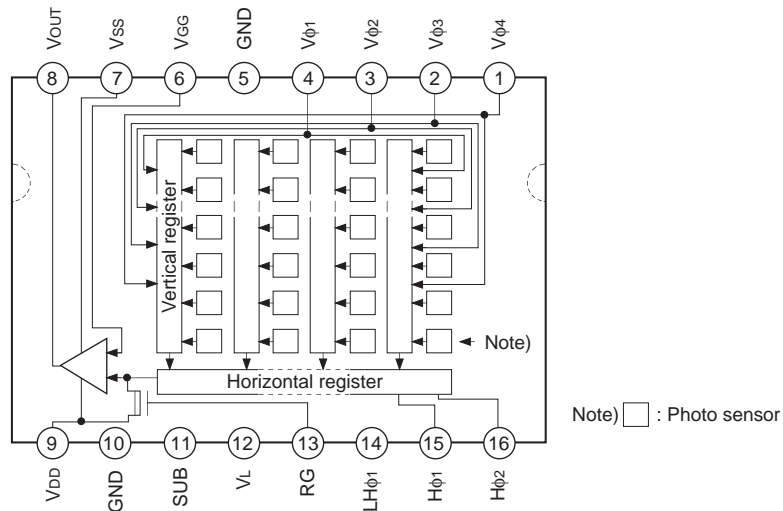 VOUT VSS VGG GND Vϕ1 Vϕ2 Vϕ3 Vϕ4
8 7 6 5 4 3 2 1
Vertical register
Note)
Horizontal register
Note) : Photo sensor
9 10 11 12 13 14 15 16
VDD GND SUB VL RG LHϕ1 Hϕ1 Hϕ2